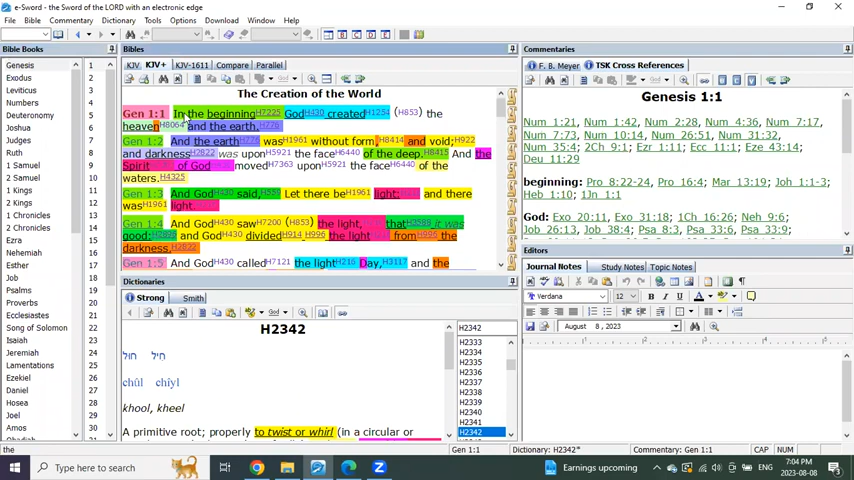 e-Sword - the Sword of the LORD with an electronic edge
File Edit Commentary Dictionary Tools Options Download Window Help
Bible Books
Genesis
Exodus
Leviticus
Numbers
Deuteronomy
Joshua
Judges
Ruth
1 Samuel
2 Samuel
1 Kings
2 Kings
1 Chronicles
2 Chronicles
Ezra
Nehemiah
Esther
Job
Psalms
Proverbs
Ecclesiastes
Song of Solomon
Isaiah
Jeremiah
Lamentations
Ezekiel
Daniel
Hosea
Joel
Amos
1
2
3
4
5
6
7
8
9
10
11
12
13
14
15
16
17
18
19
20
21
22
23
24
25
26
27
28
29
30
Bibles
KJV KJV+ KJV-1611 Compare Parallel
The Creation of the World
Gen 1:1 In the beginning H7225 God H430 created H1254 (H853) the
heaven H8064 and the earth. H776
Gen 1:2 And the earth H776 was H1961 without form, H8414 and void; H922
and darkness H2822 was upon H5921 the face H6440 of the deep. H8415 And the
Spirit of God moved H7363 upon H5921 the face H6440 of the
waters. H4325
Gen 1:3 And God H430 said, H559 Let there be H1961 light: and there
was H1961 light.
Gen 1:4 And God H430 saw H7200 (H853) the light, that H3588 it was
good: H2896 and God H430 divided H914 H996 the light from H996 the
darkness. H2822
Gen 1:5 And God H430 called H7121 the light H216 Day, H3117 and the
Dictionaries
Strong Smith
H2342
חִיל חוּל
chûl chîyl
khool, kheel
A primitive root; properly to twist or whirl (in a circular or
H2342
H2333
H2334
H2335
H2336
H2337
H2338
H2339
H2340
H2341
H2342
Commentaries
F. B. Meyer TSK Cross References
Genesis 1:1
Num 1:21, Num 1:42, Num 2:28, Num 4:36, Num 7:17,
Num 7:73, Num 10:14, Num 26:51, Num 31:32,
Num 35:4; 2Ch 9:1; Ezr 1:11; Ecc 1:11; Eze 43:14;
Deu 11:29
beginning: Pro 8:22-24, Pro 16:4; Mar 13:19; Joh 1:1-3;
Heb 1:10; 1Jn 1:1
God: Exo 20:11, Exo 31:18; 1Ch 16:26; Neh 9:6;
Job 26:13, Job 38:4; Psa 8:3, Psa 33:6, Psa 33:9,
Editors
Journal Notes Study Notes Topic Notes
Verdana 12
August 8, 2023
1 2 3 4 5
the Gen 1:1 Dictionary: H2342* Commentary: Gen 1:1 CAP NUM
Type here to search
Earnings upcoming
ENG
7:04 PM
2023-08-08